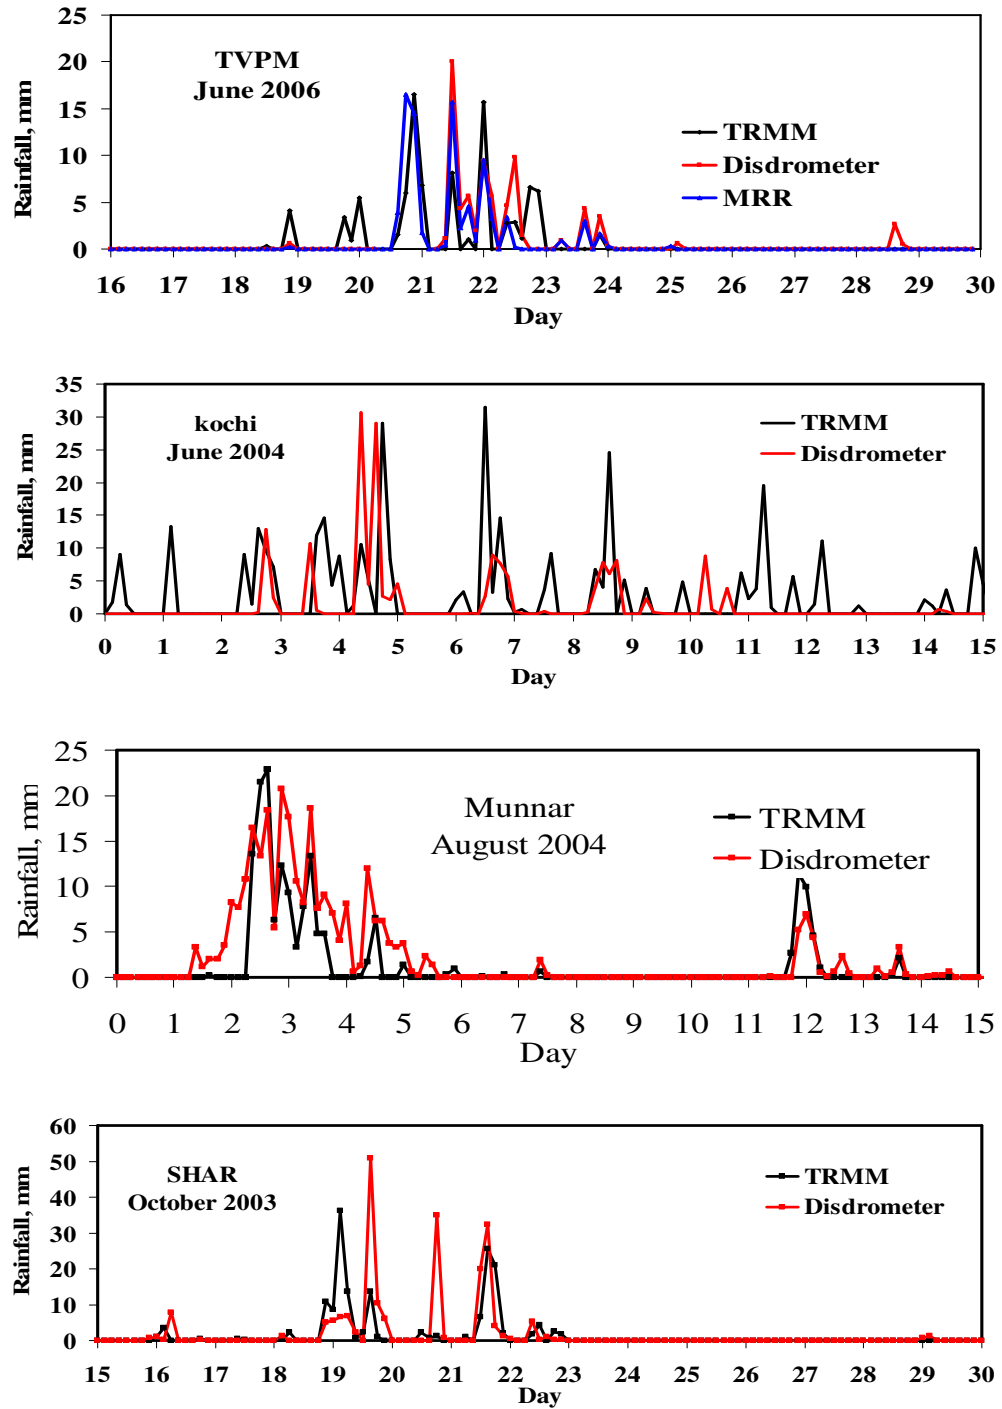 25
20
15
10
5
0
Rainfall, mm
TVPM
June 2006
TRMM
Disdrometer
MRR
16 17 18 19 20 21 22 23 24 25 26 27 28 29 30
Day
35
30
25
20
15
10
5
0
Rainfall, mm
kochi
June 2004
TRMM
Disdrometer
0 1 2 3 4 5 6 7 8 9 10 11 12 13 14 15
Day
25
20
15
10
5
0
Rainfall, mm
Munnar
August 2004
TRMM
Disdrometer
0 1 2 3 4 5 6 7 8 9 10 11 12 13 14 15
Day
60
50
40
30
20
10
0
Rainfall, mm
SHAR
October 2003
TRMM
Disdrometer
15 16 17 18 19 20 21 22 23 24 25 26 27 28 29 30
Day